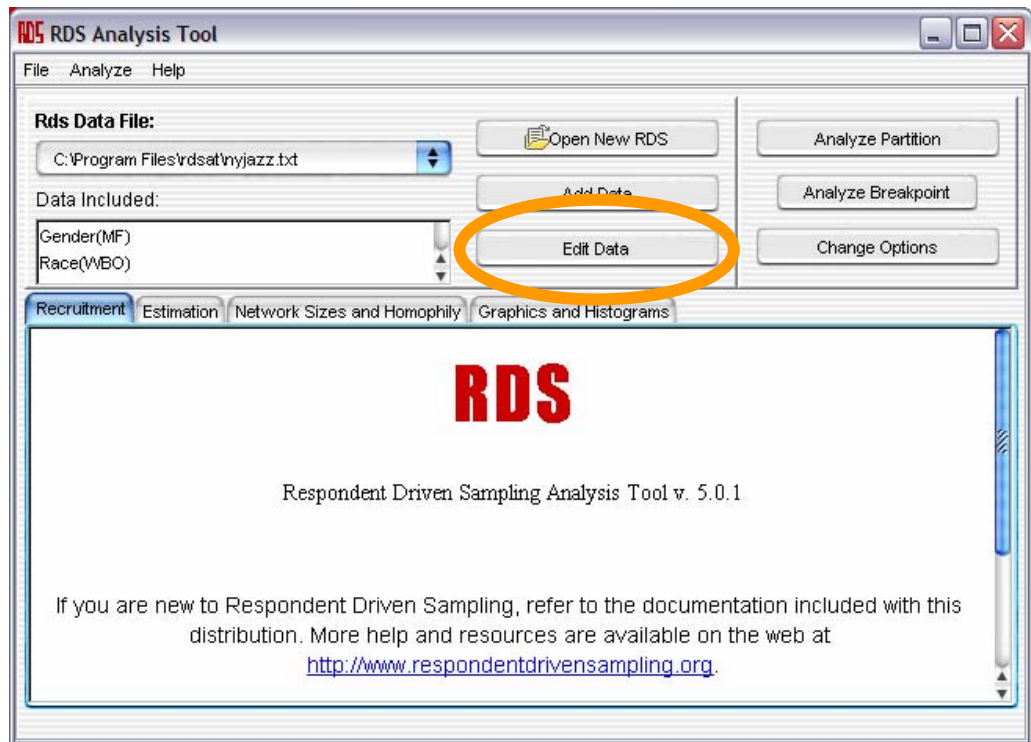 RDS RDS Analysis Tool
File Analyze Help
Rds Data File:
C:\Program Files\rdsat\nyjazz.txt
Data Included:
Gender(MF)
Race(WBO)
Open New RDS
Add Data
Edit Data
Analyze Partition
Analyze Breakpoint
Change Options
Recruitment Estimation Network Sizes and Homophily Graphics and Histograms
RDS
Respondent Driven Sampling Analysis Tool v. 5.0.1
If you are new to Respondent Driven Sampling, refer to the documentation included with this
distribution. More help and resources are available on the web at
http://www.respondentdrivensampling.org.